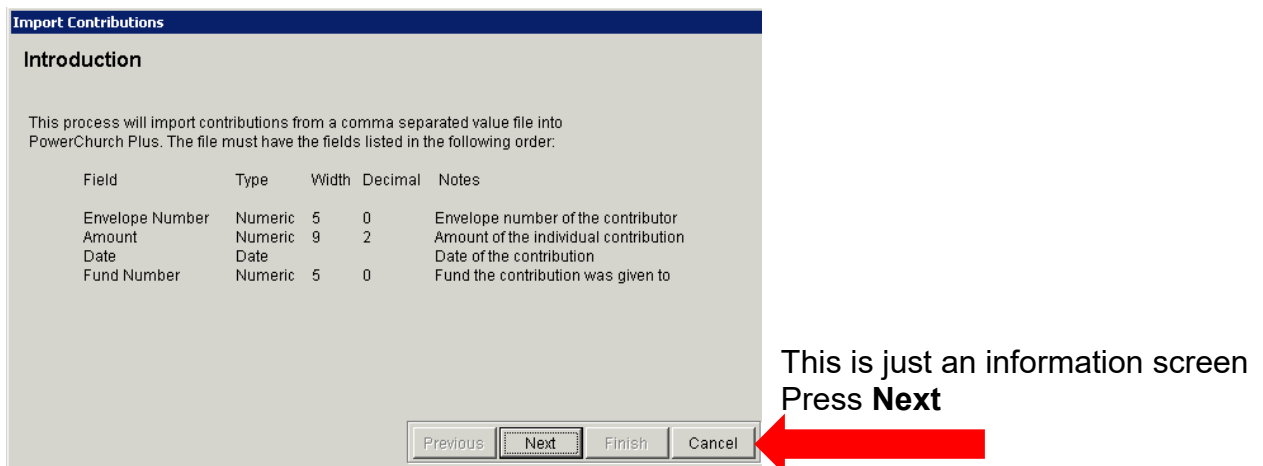 Import Contributions
Introduction
This process will import contributions from a comma separated value file into
PowerChurch Plus. The file must have the fields listed in the following order:
Field Type Width Decimal Notes
Envelope Number Numeric 5 0 Envelope number of the contributor
Amount Numeric 9 2 Amount of the individual contribution
Date Date Date of the contribution
Fund Number Numeric 5 0 Fund the contribution was given to
This is just an information screen
Press Next
Previous Next Finish Cancel